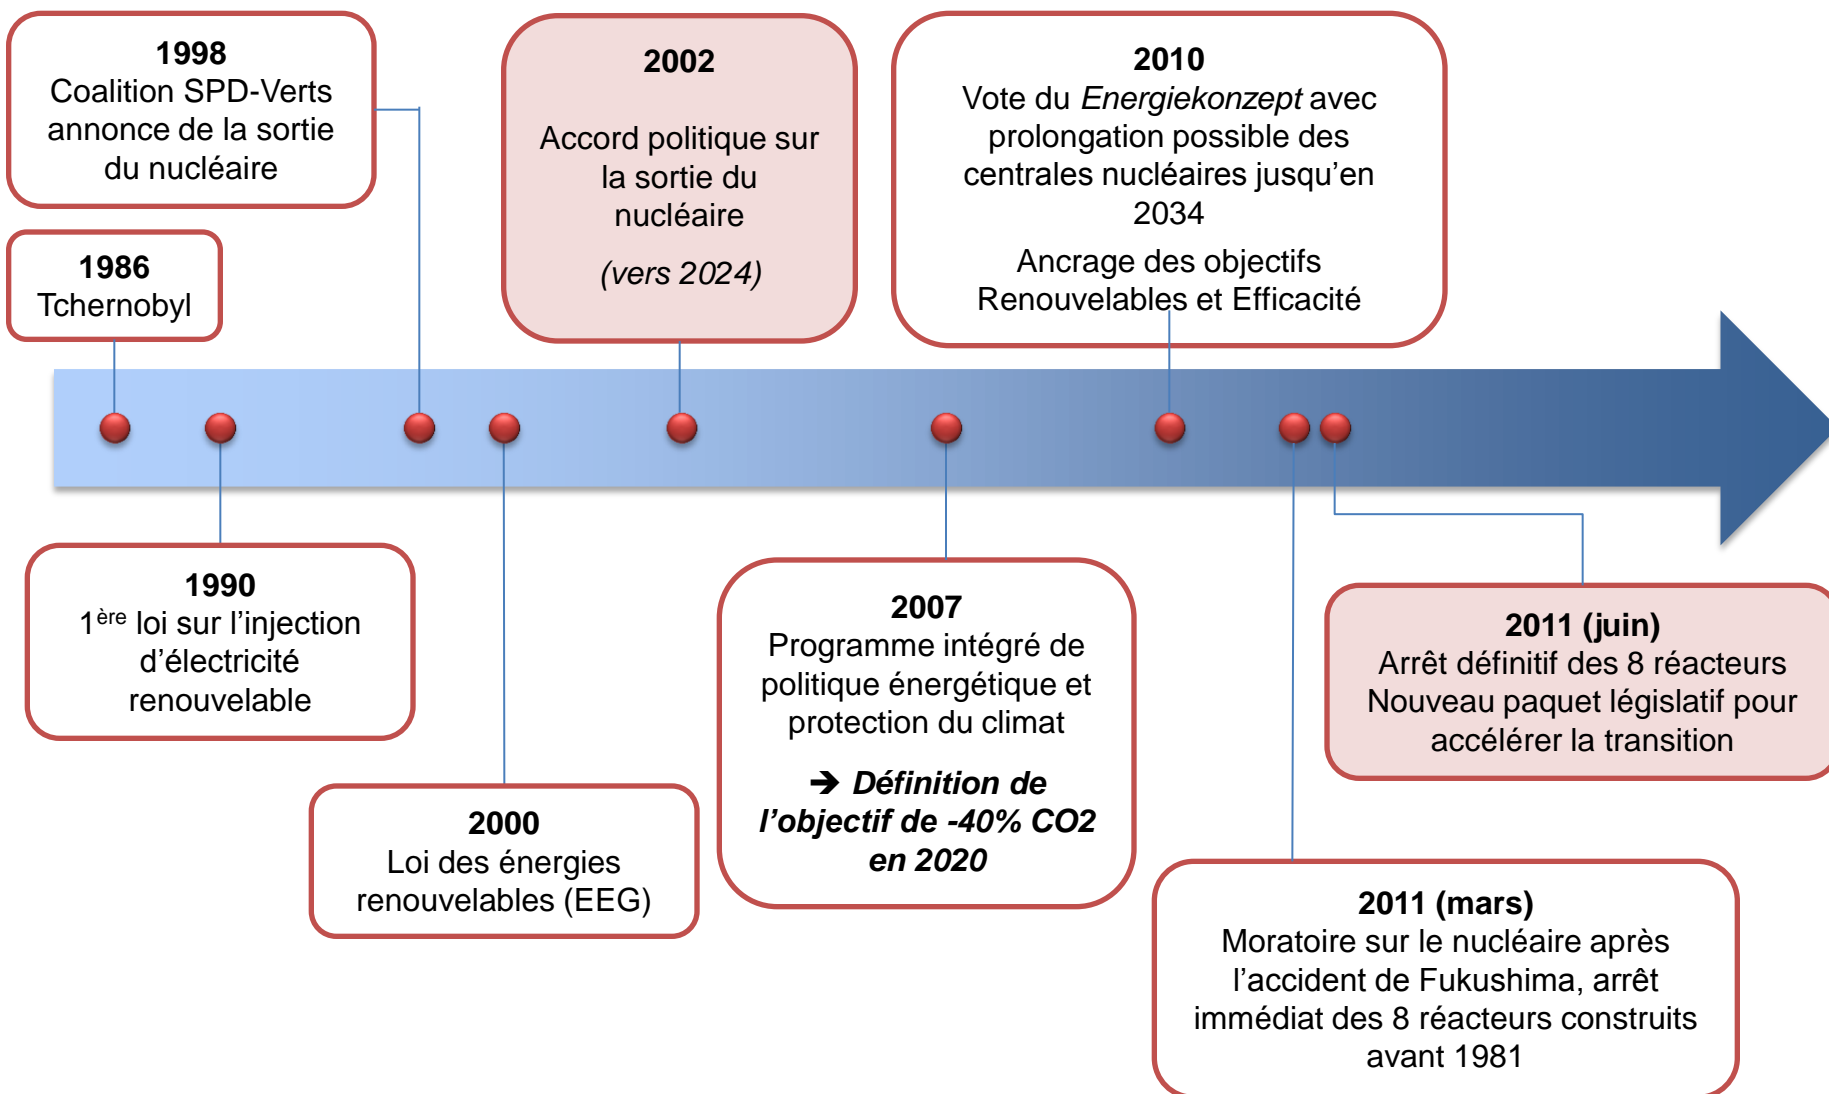 1998
Coalition SPD-Verts
annonce de la sortie
du nucléaire
2002
Accord politique sur
la sortie du
nucléaire
(vers 2024)
2010
Vote du Energiekonzept avec
prolongation possible des
centrales nucléaires jusqu’en
2034
Ancrage des objectifs
Renouvelables et Efficacité
1986
Tchernobyl
1990
1ère loi sur l’injection
d’électricité
renouvelable
2000
Loi des énergies
renouvelables (EEG)
2007
Programme intégré de
politique énergétique et
protection du climat
➔ Définition de
l’objectif de -40% CO2
en 2020
2011 (juin)
Arrêt définitif des 8 réacteurs
Nouveau paquet législatif pour
accélérer la transition
2011 (mars)
Moratoire sur le nucléaire après
l’accident de Fukushima, arrêt
immédiat des 8 réacteurs construits
avant 1981